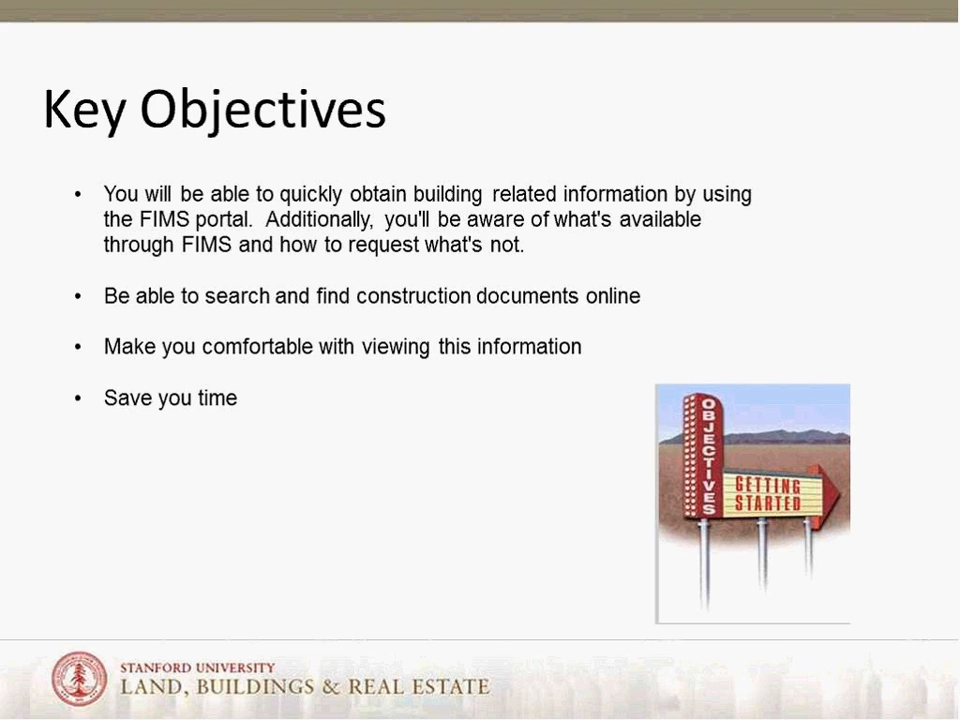 Key Objectives
• You will be able to quickly obtain building related information by using
the FIMS portal. Additionally, you'll be aware of what's available
through FIMS and how to request what's not.
• Be able to search and find construction documents online
• Make you comfortable with viewing this information
• Save you time
OBJECTIVES
GETTING
STARTED
STANFORD UNIVERSITY
LAND, BUILDINGS & REAL ESTATE